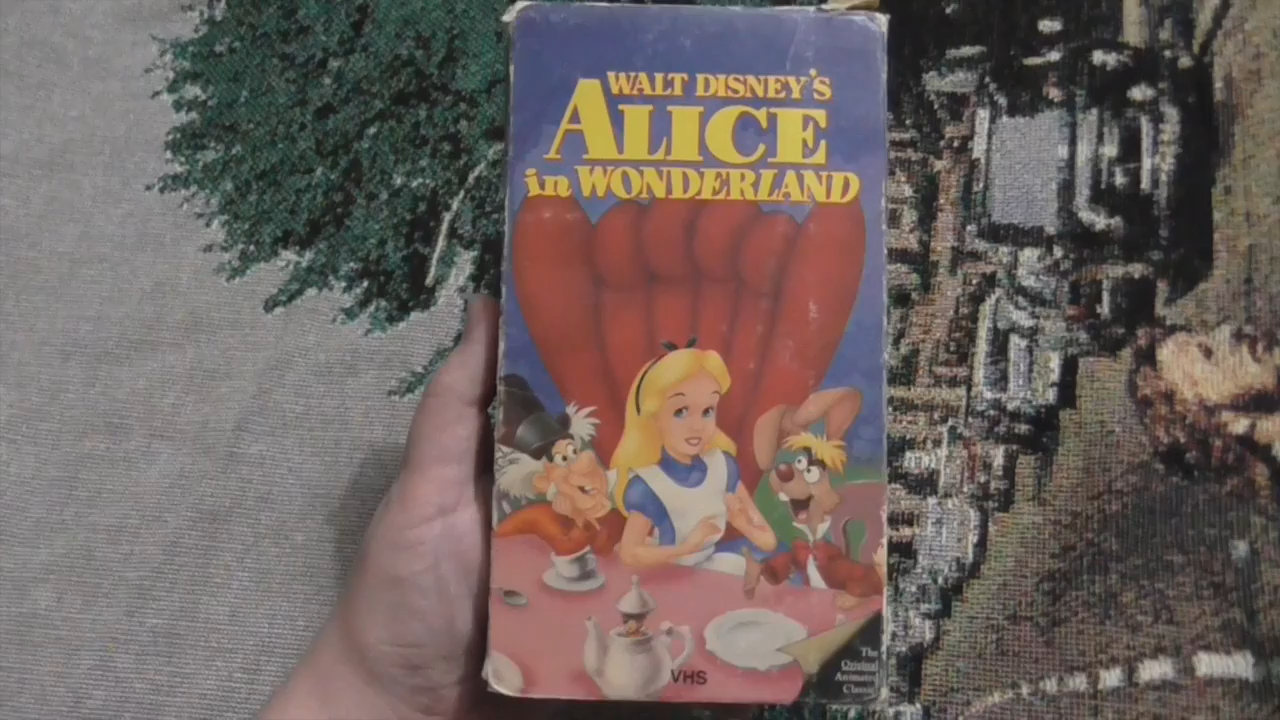 WALT DISNEY'S
ALICE
in WONDERLAND
VHS
The
Original
Animated
Classic